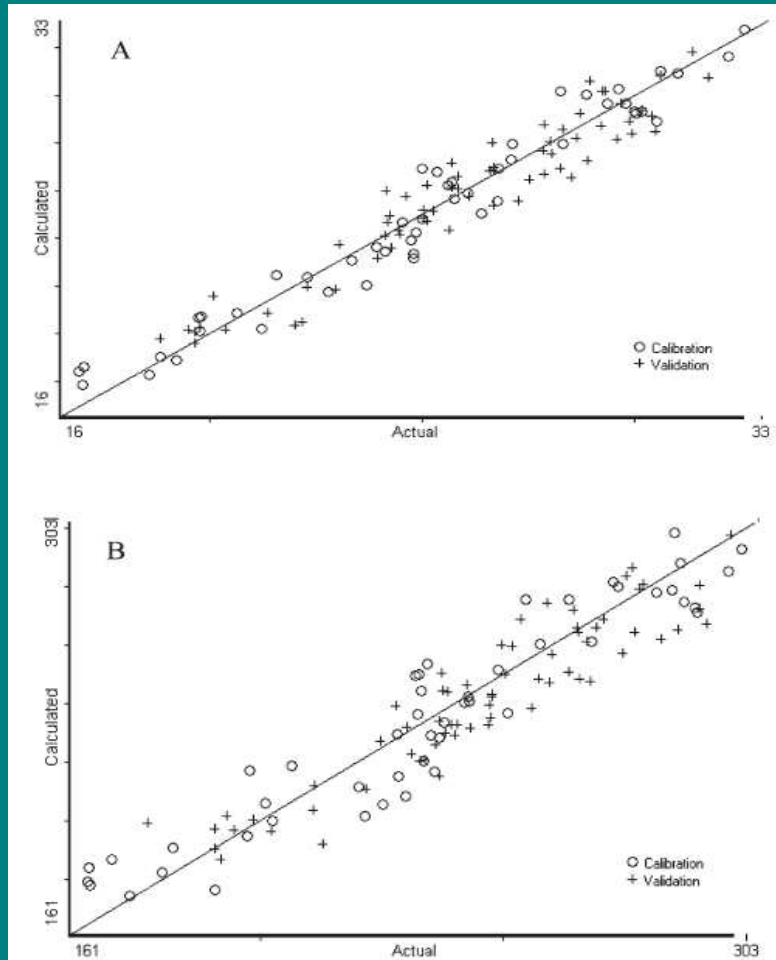 33
A
Calculated
16
Calibration
Validation
16 Actual 33
303
B
Calculated
161
Calibration
Validation
161 Actual 303